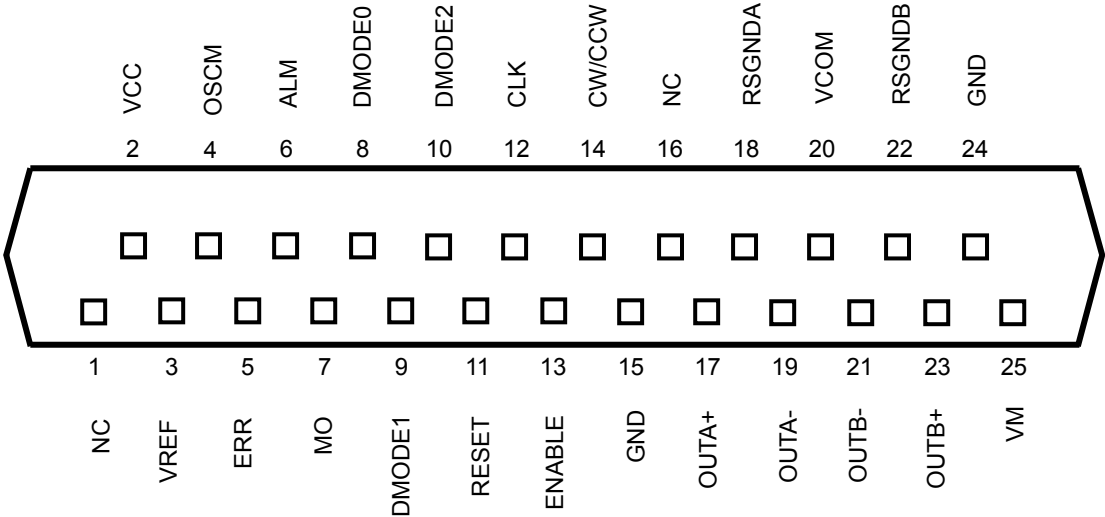 VCC OSCM ALM DMODE0 DMODE2 CLK CW/CCW NC RSGNDA VCOM RSGNDB GND
2 4 6 8 10 12 14 16 18 20 22 24
1 3 5 7 9 11 13 15 17 19 21 23 25
NC VREF ERR MO DMODE1 RESET ENABLE GND OUTA+ OUTA- OUTB- OUTB+ VM